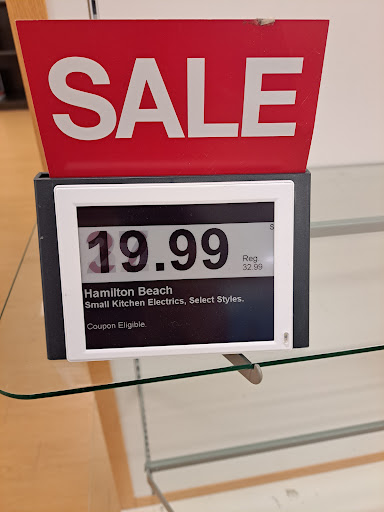 SALE
S
19.99
Reg.
32.99
Hamilton Beach
Small Kitchen Electrics, Select Styles.
Coupon Eligible.